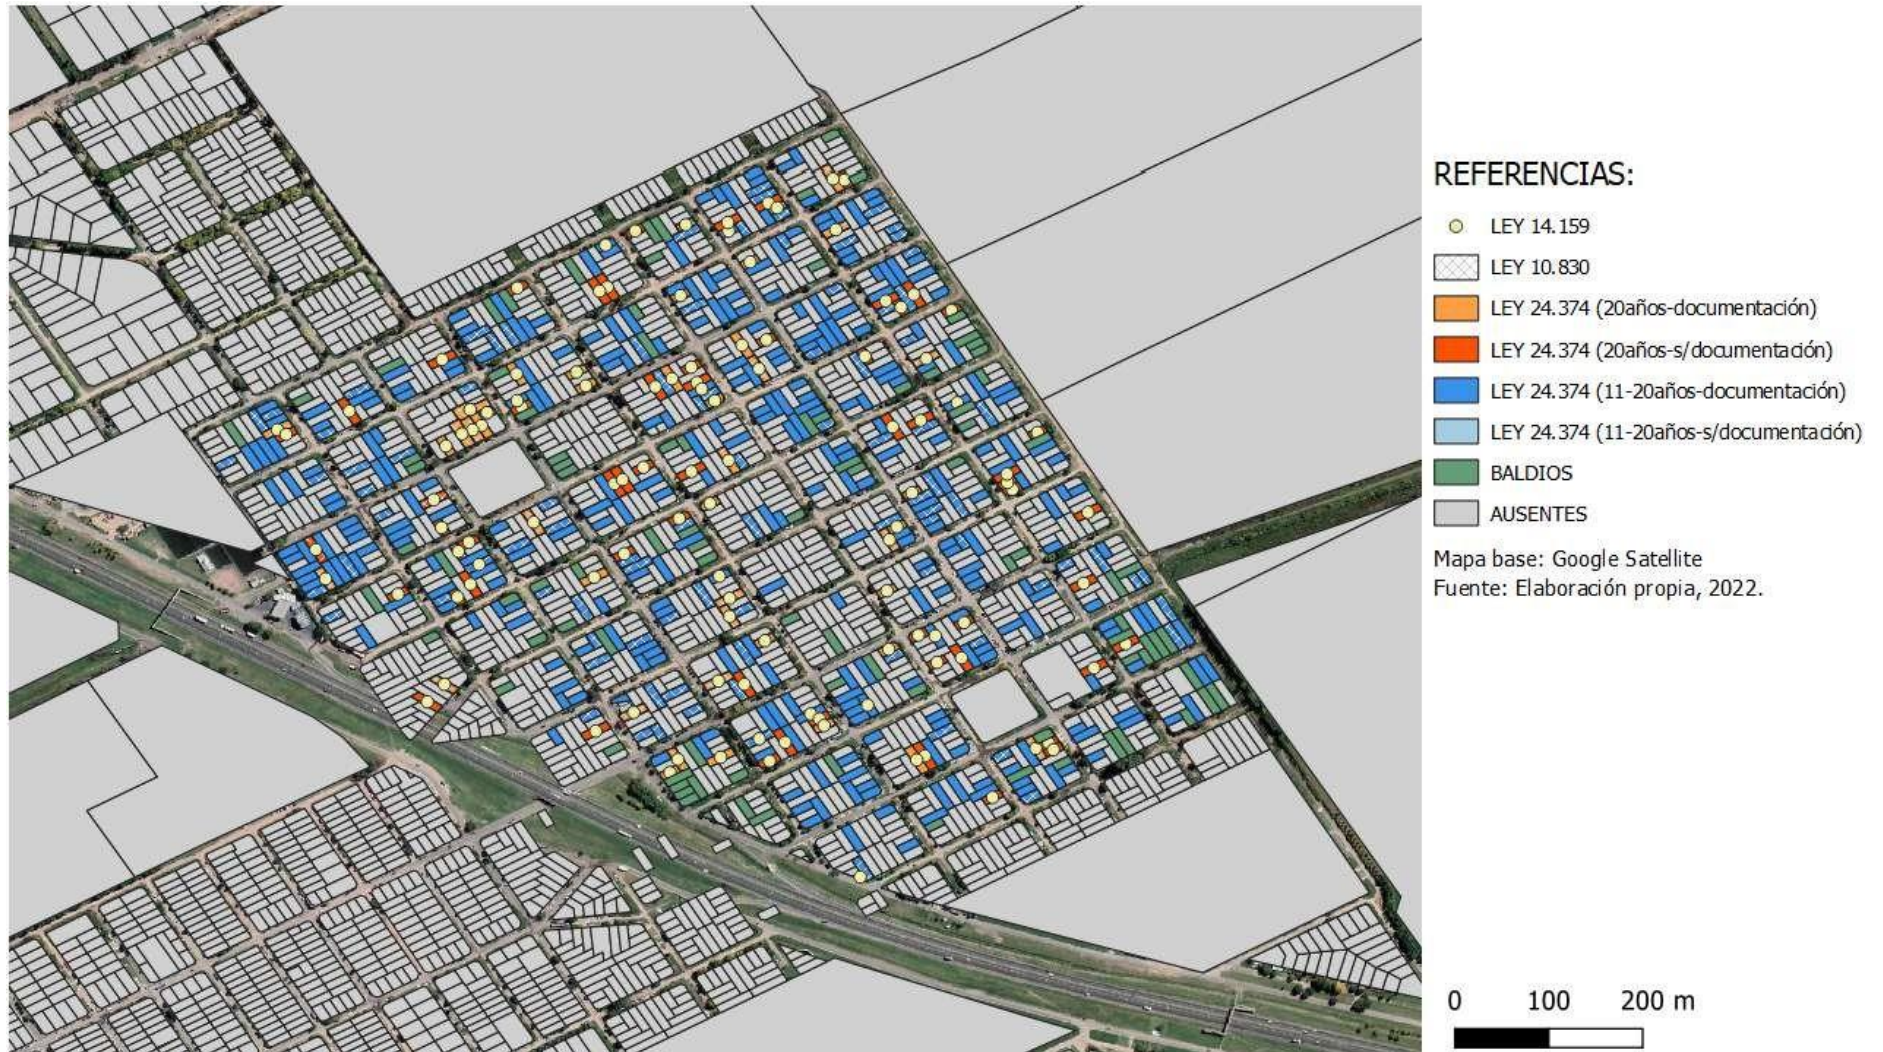 REFERENCIAS:
LEY 14.159
LEY 10.830
LEY 24.374 (20años-documentación)
LEY 24.374 (20años-s/documentación)
LEY 24.374 (11-20años-documentación)
LEY 24.374 (11-20años-s/documentación)
BALDIOS
AUSENTES
Mapa base: Google Satellite
Fuente: Elaboración propia, 2022.
0 100 200 m